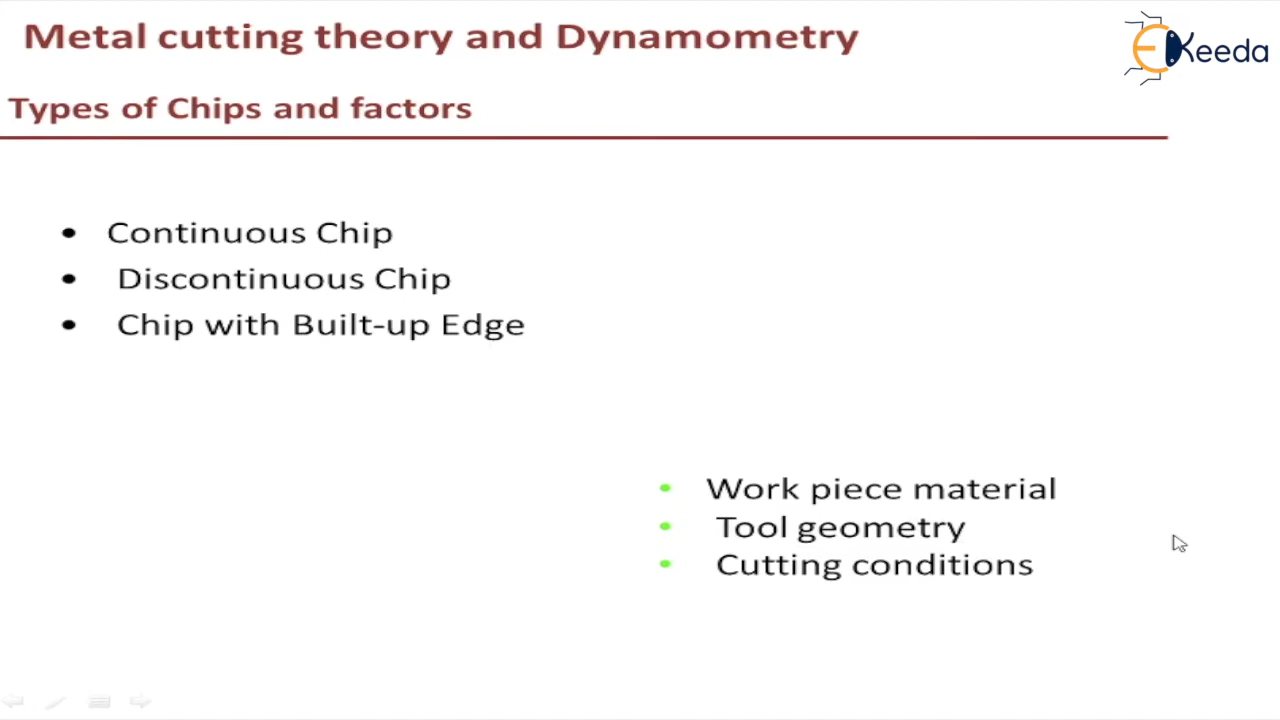 Metal cutting theory and Dynamometry
EKeeda
Types of Chips and factors
• Continuous Chip
• Discontinuous Chip
• Chip with Built-up Edge
• Work piece material
• Tool geometry
• Cutting conditions